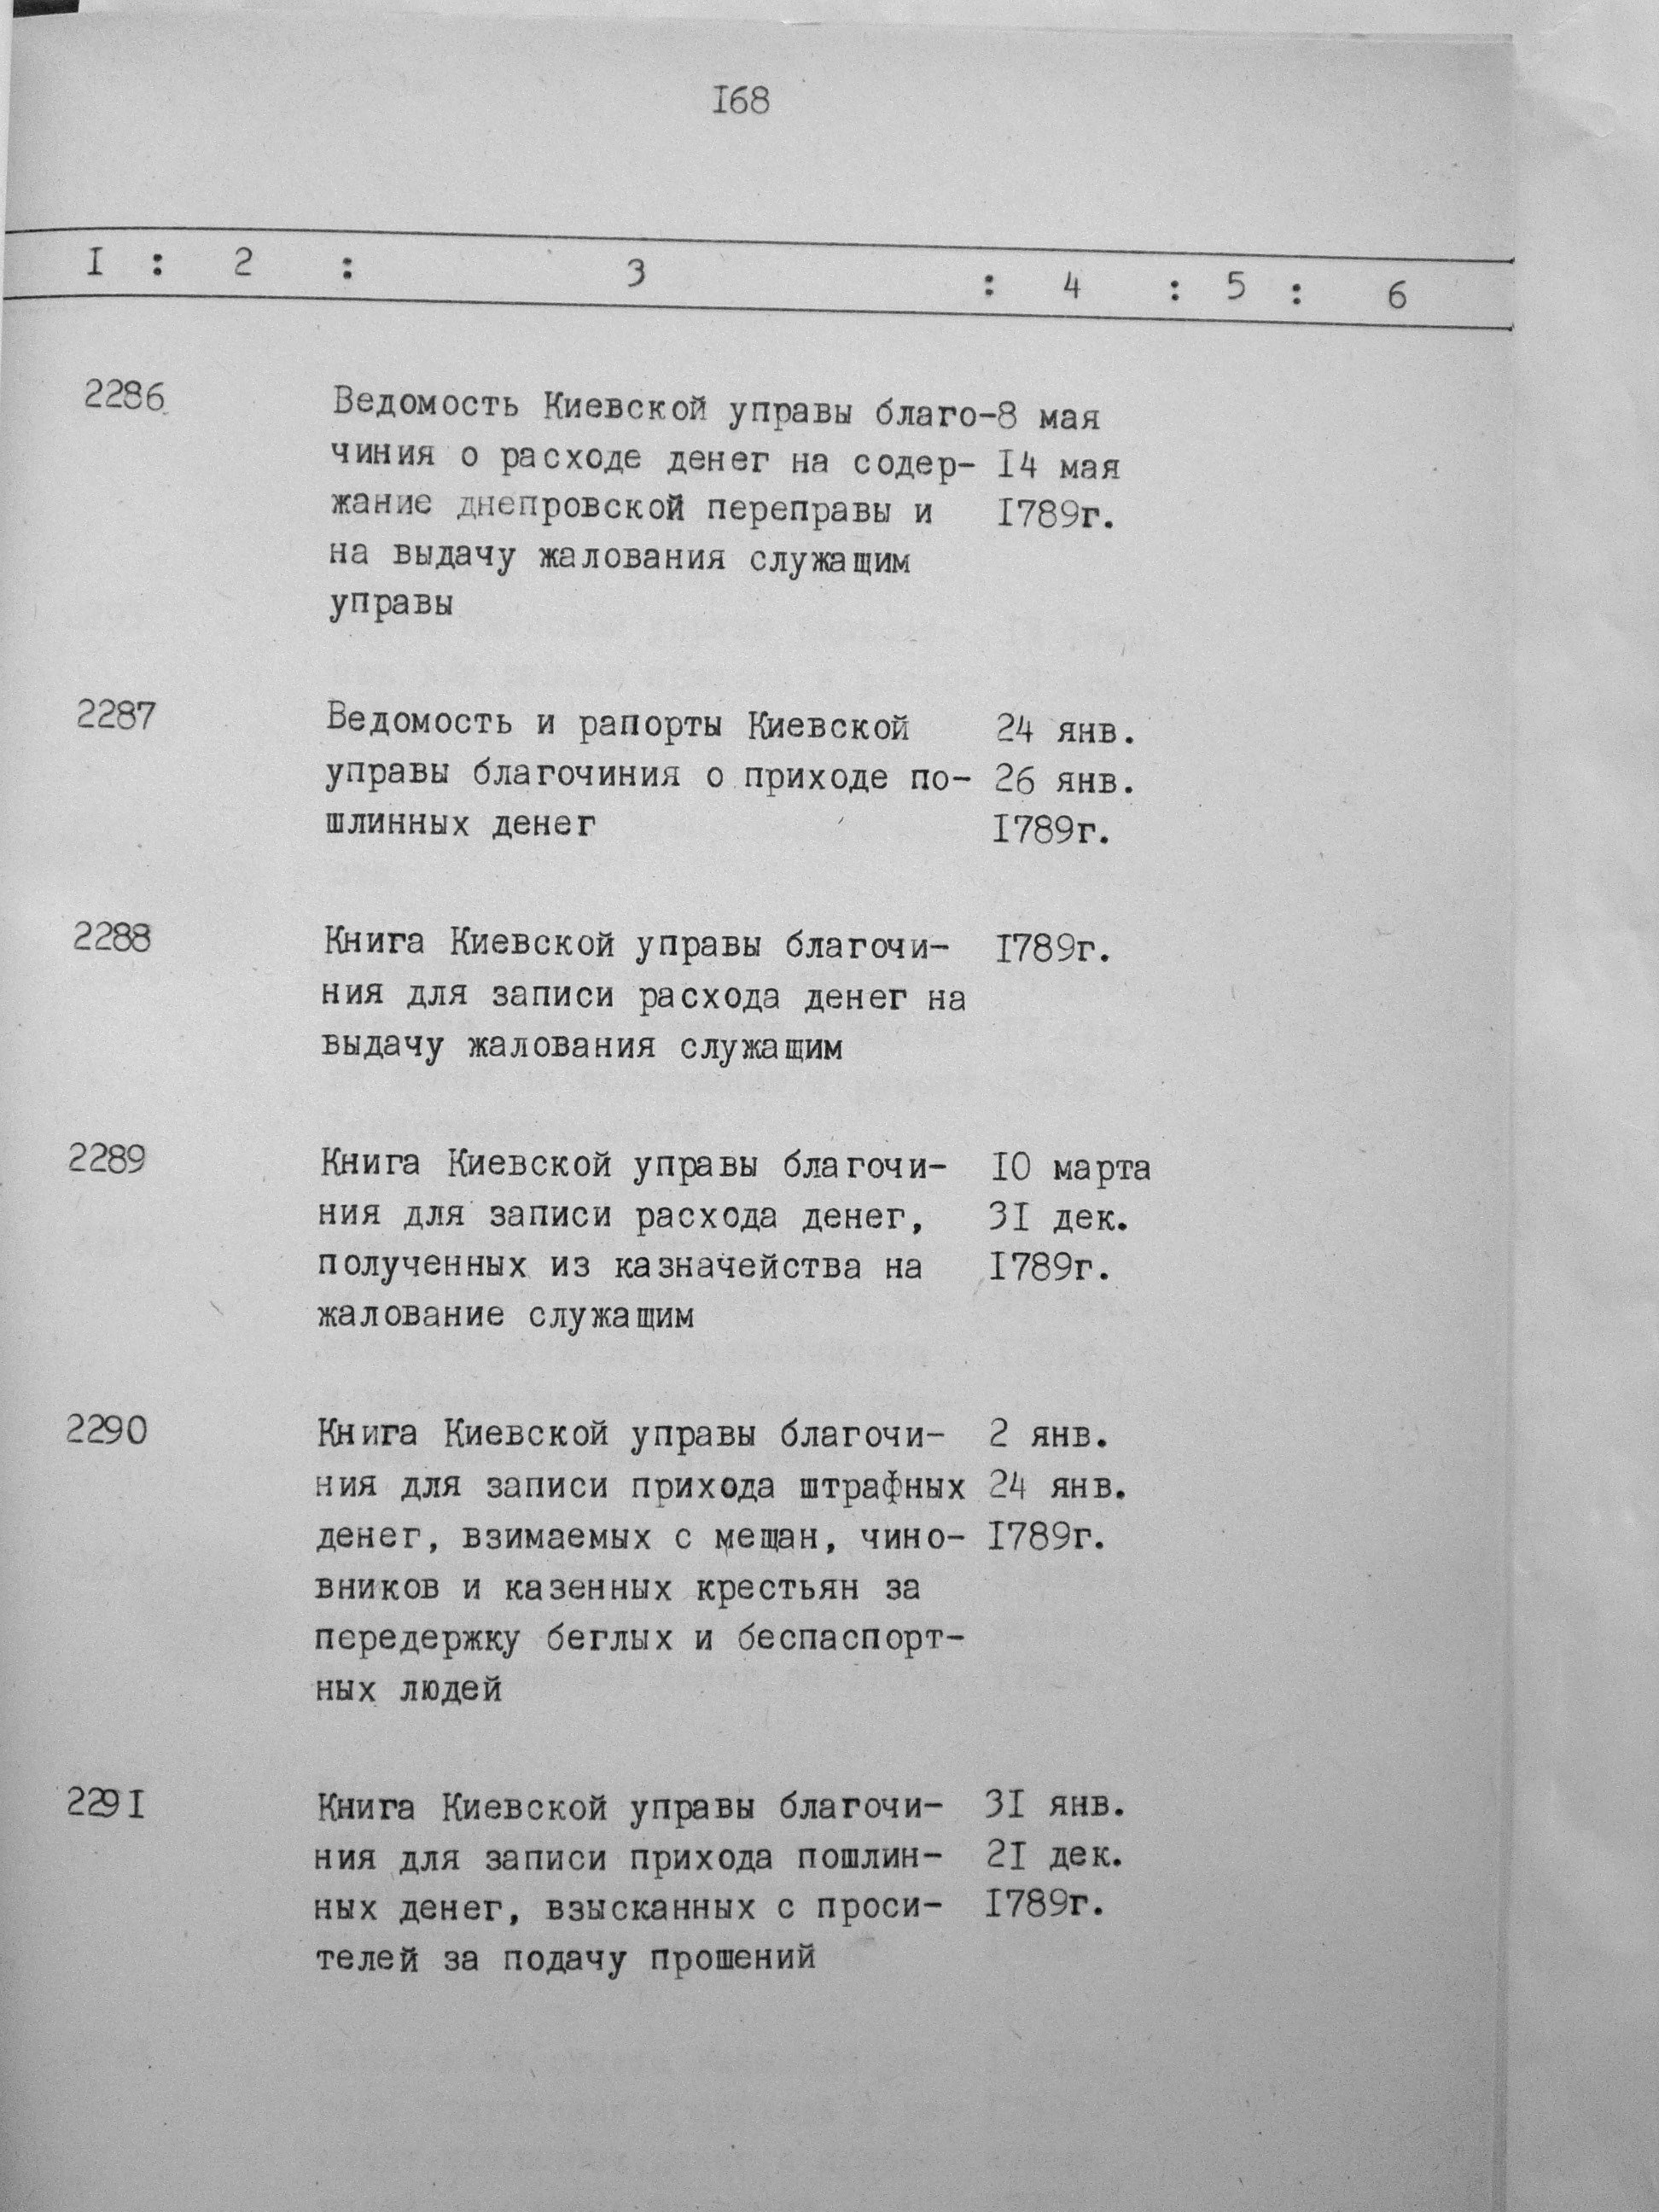 I68
I : 2 : 3 : 4 : 5 : 6
2286 Ведомость Киевской управы благо-8 мая
чиния о расходе денег на содер- I4 мая
жание днепровской переправы и I789г.
на выдачу жалования служащим
управы
2287 Ведомость и рапорты Киевской 24 янв.
управы благочиния о приходе по- 26 янв.
шлинных денег I789г.
2288 Книга Киевской управы благочи- I789г.
ния для записи расхода денег на
выдачу жалования служащим
2289 Книга Киевской управы благочи- I0 марта
ния для записи расхода денег, 3I дек.
полученных из казначейства на I789г.
жалование служащим
2290 Книга Киевской управы благочи- 2 янв.
ния для записи прихода штрафных 24 янв.
денег, взимаемых с мещан, чино- I789г.
вников и казенных крестьян за
передержку беглых и беспаспорт-
ных людей
229I Книга Киевской управы благочи- 3I янв.
ния для записи прихода пошлин- 2I дек.
ных денег, взысканных с проси- I789г.
телей за подачу прошений